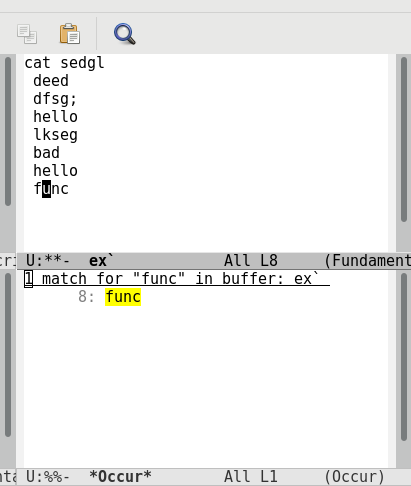 cat sedgl
deed
dfsg;
hello
lkseg
bad
hello
func
U:**-  ex`            All L8     (Fundament
1 match for "func" in buffer: ex`
      8: func
U:%%-  *Occur*        All L1     (Occur)